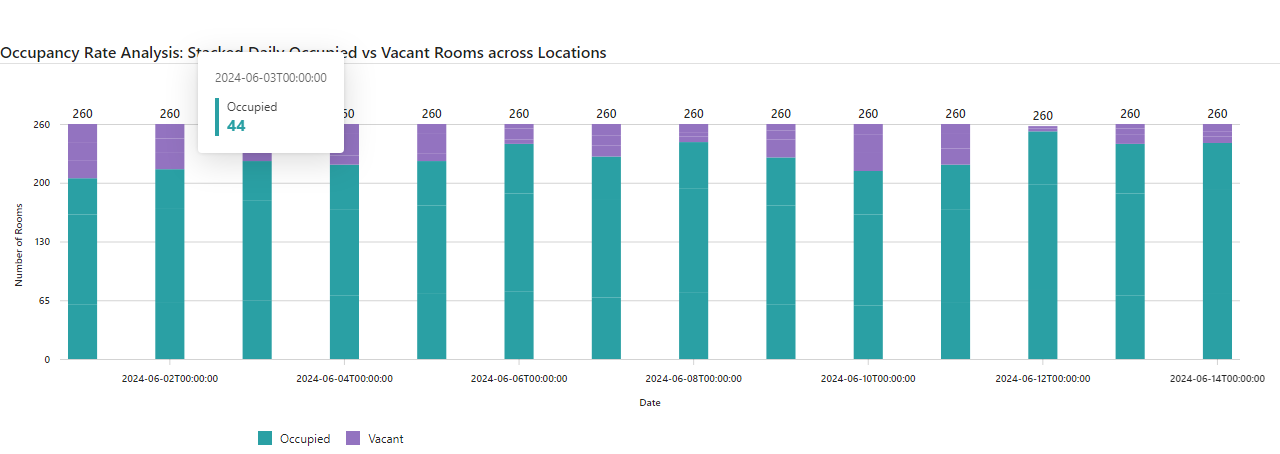 Occupancy Rate Analysis: Stacked Daily Occupied vs Vacant Rooms across Locations
2024-06-03T00:00:00
Occupied
44
260 260 60 260 260 260 260 260 260 260 260 260 260
260
200
130
65
0
Number of Rooms
2024-06-02T00:00:00 2024-06-04T00:00:00 2024-06-06T00:00:00 2024-06-08T00:00:00 2024-06-10T00:00:00 2024-06-12T00:00:00 2024-06-14T00:00:00
Date
Occupied Vacant